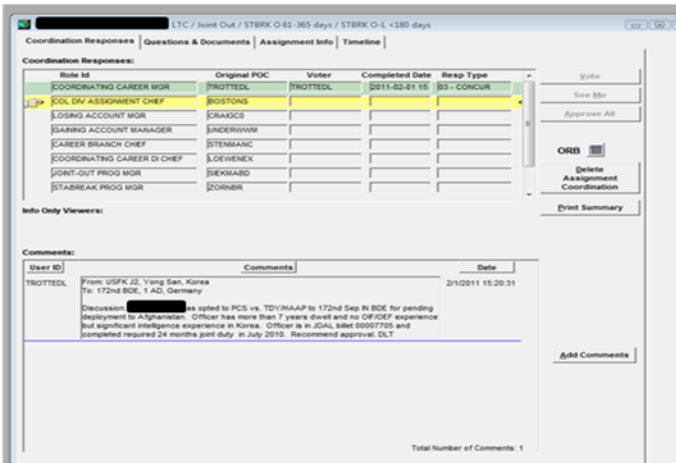 LTC / Joint Out / STBRK O 61-365 days / STBRK O-L <180 days
Coordination Responses Questions & Documents Assignment Info Timeline
Coordination Responses:
Role Id Original POC Voter Completed Date Resp Type
COORDINATING CAREER MGR TROTTEDL TROTTEDL 2011-02-01 15: 03 - CONCUR
COL DIV ASSIGNMENT CHIEF BOSTONS
LOSING ACCOUNT MGR CRAIGC0
GAINING ACCOUNT MANAGER UNDERWWM
CAREER BRANCH CHIEF STENMANC
COORDINATING CAREER DI CHIEF LOEWENEX
JOINT-OUT PROG MGR SIEKMABD
STABREAK PROG MGR ZORNBR
Vote
See Me
Approve All
ORB
Delete
Assignment
Coordination
Print Summary
Info Only Viewers:
Comments:
User ID Comments Date
TROTTEDL From: USFK J2, Yong San, Korea 2/1/2011 15:20:31
To: 172nd BDE, 1 AD, Germany
Discussion: as opted to PCS vs. TDY/HAAP to 172nd Sep IN BDE for pending
deployment to Afghanistan. Officer has more than 7 years dwell and no OIF/OEF experience
but significant intelligence experience in Korea. Officer is in JDAL billet 00007705 and
completed required 24 months joint duty in July 2010. Recommend approval. DLT
Add Comments
Total Number of Comments: 1